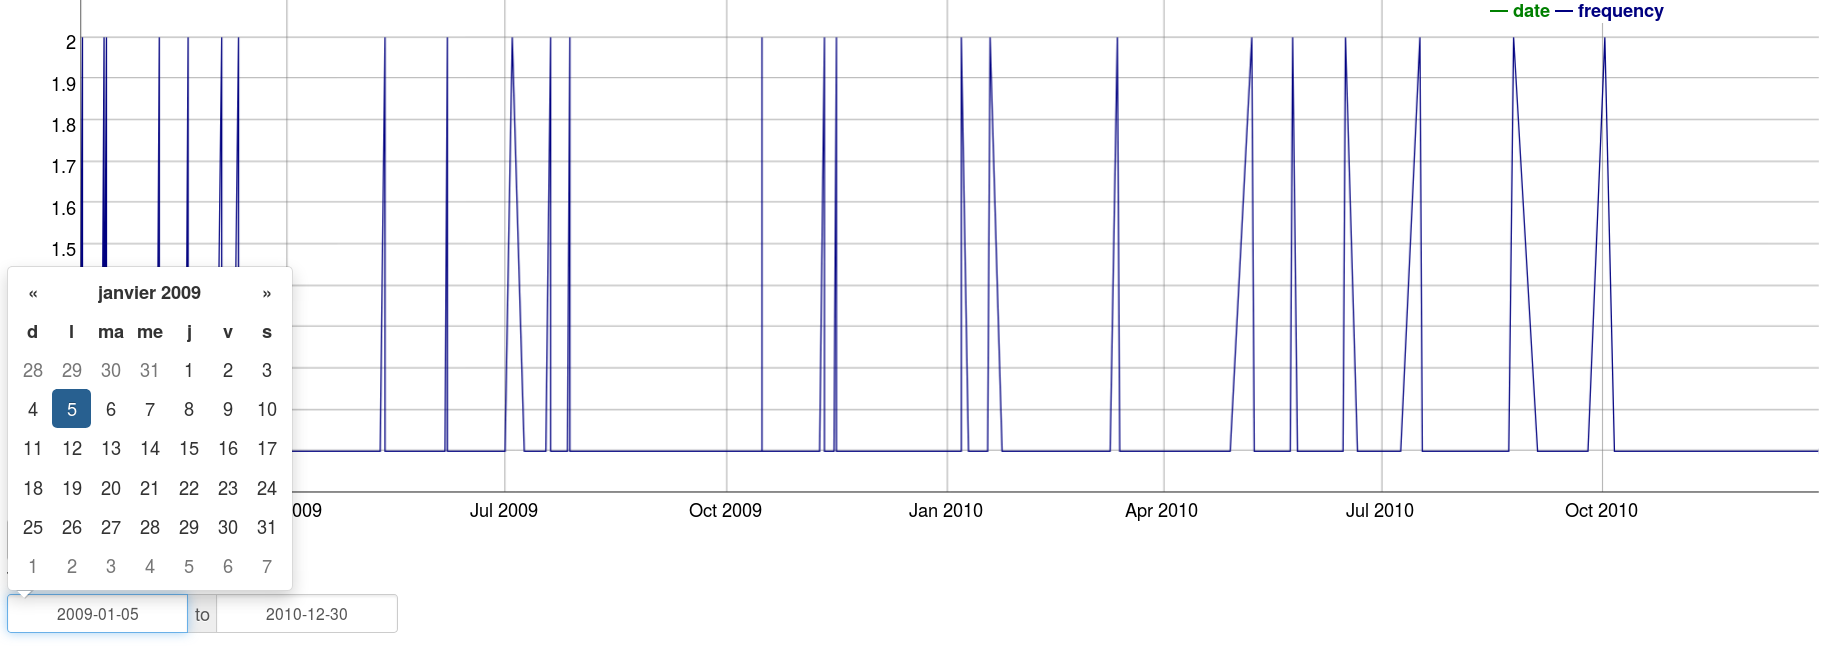 date frequency
2
1.9
1.8
1.7
1.6
1.5
« janvier 2009 »
d l ma me j v s
28 29 30 31 1 2 3
4 5 6 7 8 9 10
11 12 13 14 15 16 17
18 19 20 21 22 23 24
25 26 27 28 29 30 31
1 2 3 4 5 6 7
009 Jul 2009 Oct 2009 Jan 2010 Apr 2010 Jul 2010 Oct 2010
2009-01-05 to 2010-12-30